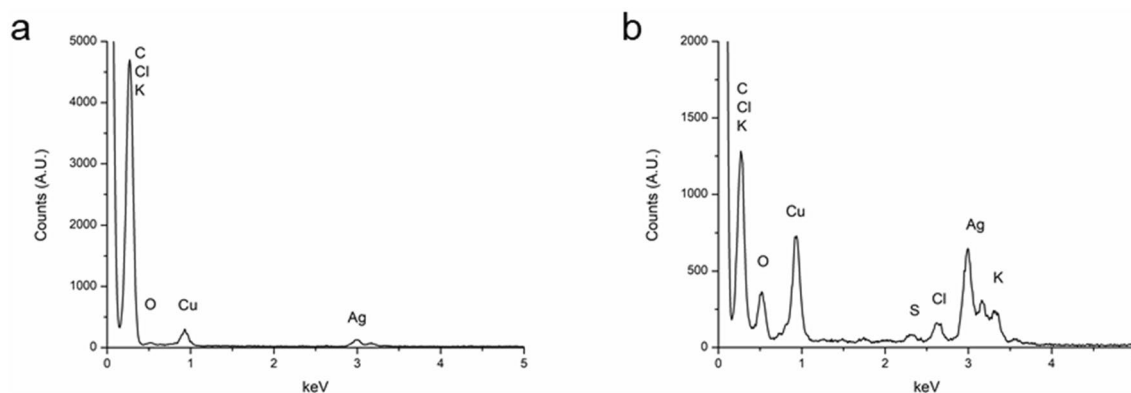 a
5000
4000
3000
2000
1000
0
Counts (A.U.)
C
Cl
K
O
Cu
Ag
0 1 2 3 4 5
keV
b
2000
1500
1000
500
0
Counts (A.U.)
C
Cl
K
O
Cu
S
Cl
Ag
K
0 1 2 3 4
keV